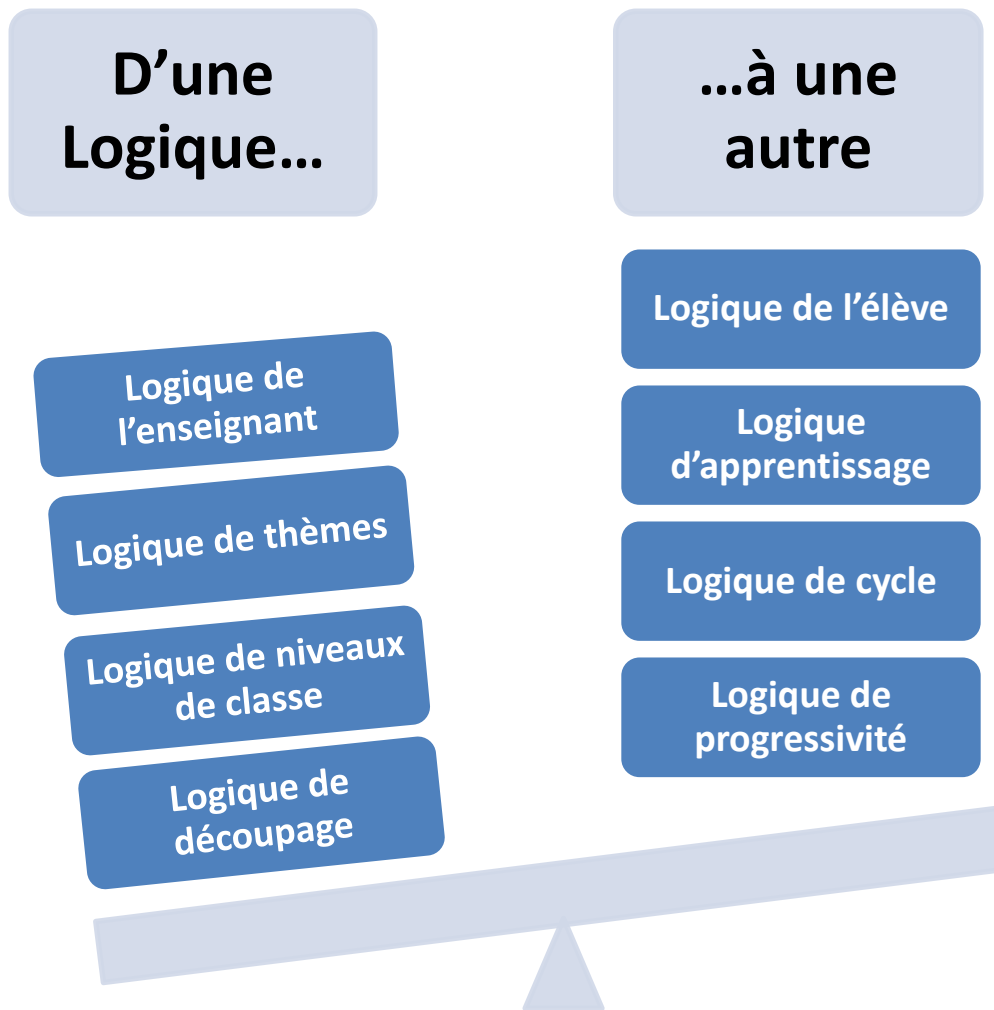 D’une
Logique…
…à une
autre
Logique de
l’enseignant
Logique de thèmes
Logique de niveaux
de classe
Logique de
découpage
Logique de l’élève
Logique
d’apprentissage
Logique de cycle
Logique de
progressivité